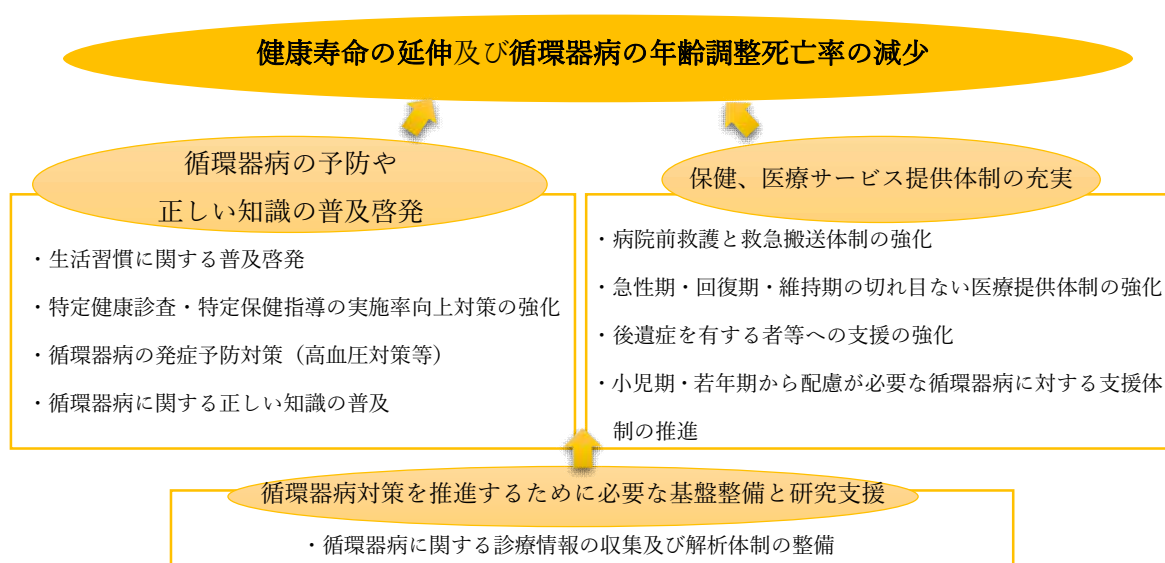 健康寿命の延伸及び循環器病の年齢調整死亡率の減少
循環器病の予防や
正しい知識の普及啓発
・生活習慣に関する普及啓発
・特定健康診査・特定保健指導の実施率向上対策の強化
・循環器病の発症予防対策（高血圧対策等）
・循環器病に関する正しい知識の普及
保健、医療サービス提供体制の充実
・病院前救護と救急搬送体制の強化
・急性期・回復期・維持期の切れ目ない医療提供体制の強化
・後遺症を有する者等への支援の強化
・小児期・若年期から配慮が必要な循環器病に対する支援体
制の推進
循環器病対策を推進するために必要な基盤整備と研究支援
・循環器病に関する診療情報の収集及び解析体制の整備